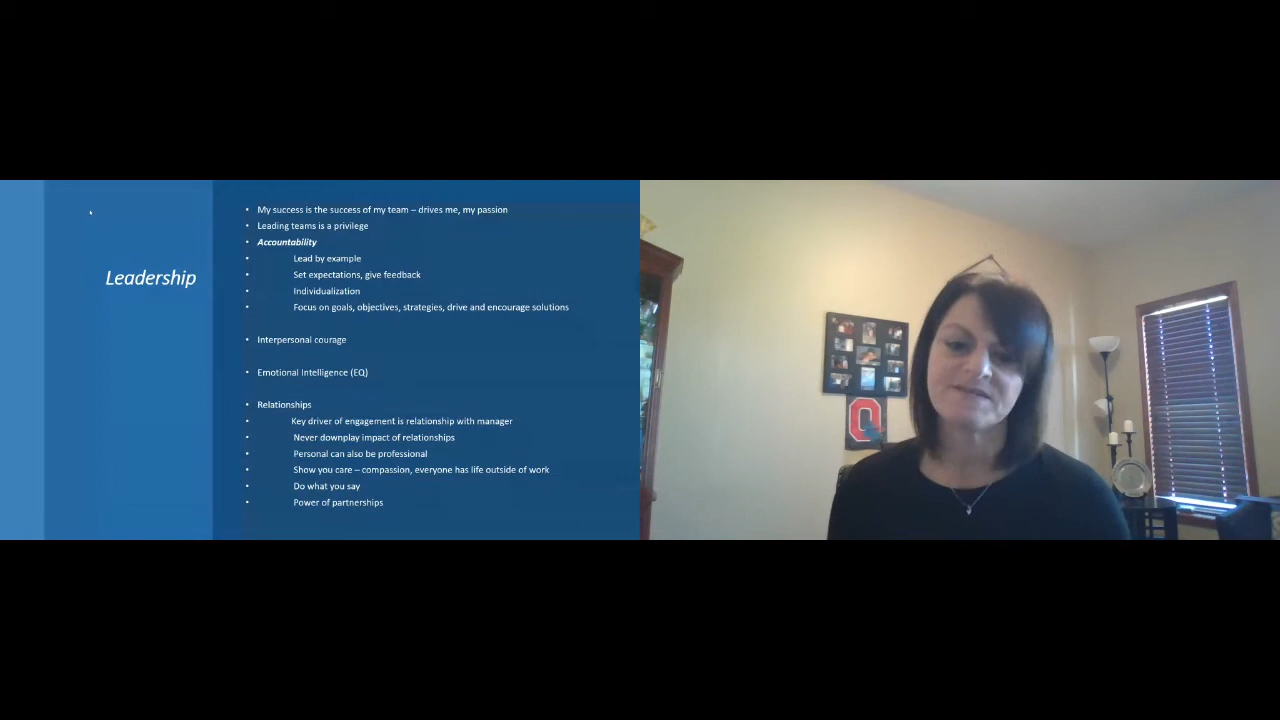 Leadership
• My success is the success of my team – drives me, my passion
• Leading teams is a privilege
• Accountability
• Lead by example
• Set expectations, give feedback
• Individualization
• Focus on goals, objectives, strategies, drive and encourage solutions
• Interpersonal courage
• Emotional Intelligence (EQ)
• Relationships
• Key driver of engagement is relationship with manager
• Never downplay impact of relationships
• Personal can also be professional
• Show you care – compassion, everyone has life outside of work
• Do what you say
• Power of partnerships
O